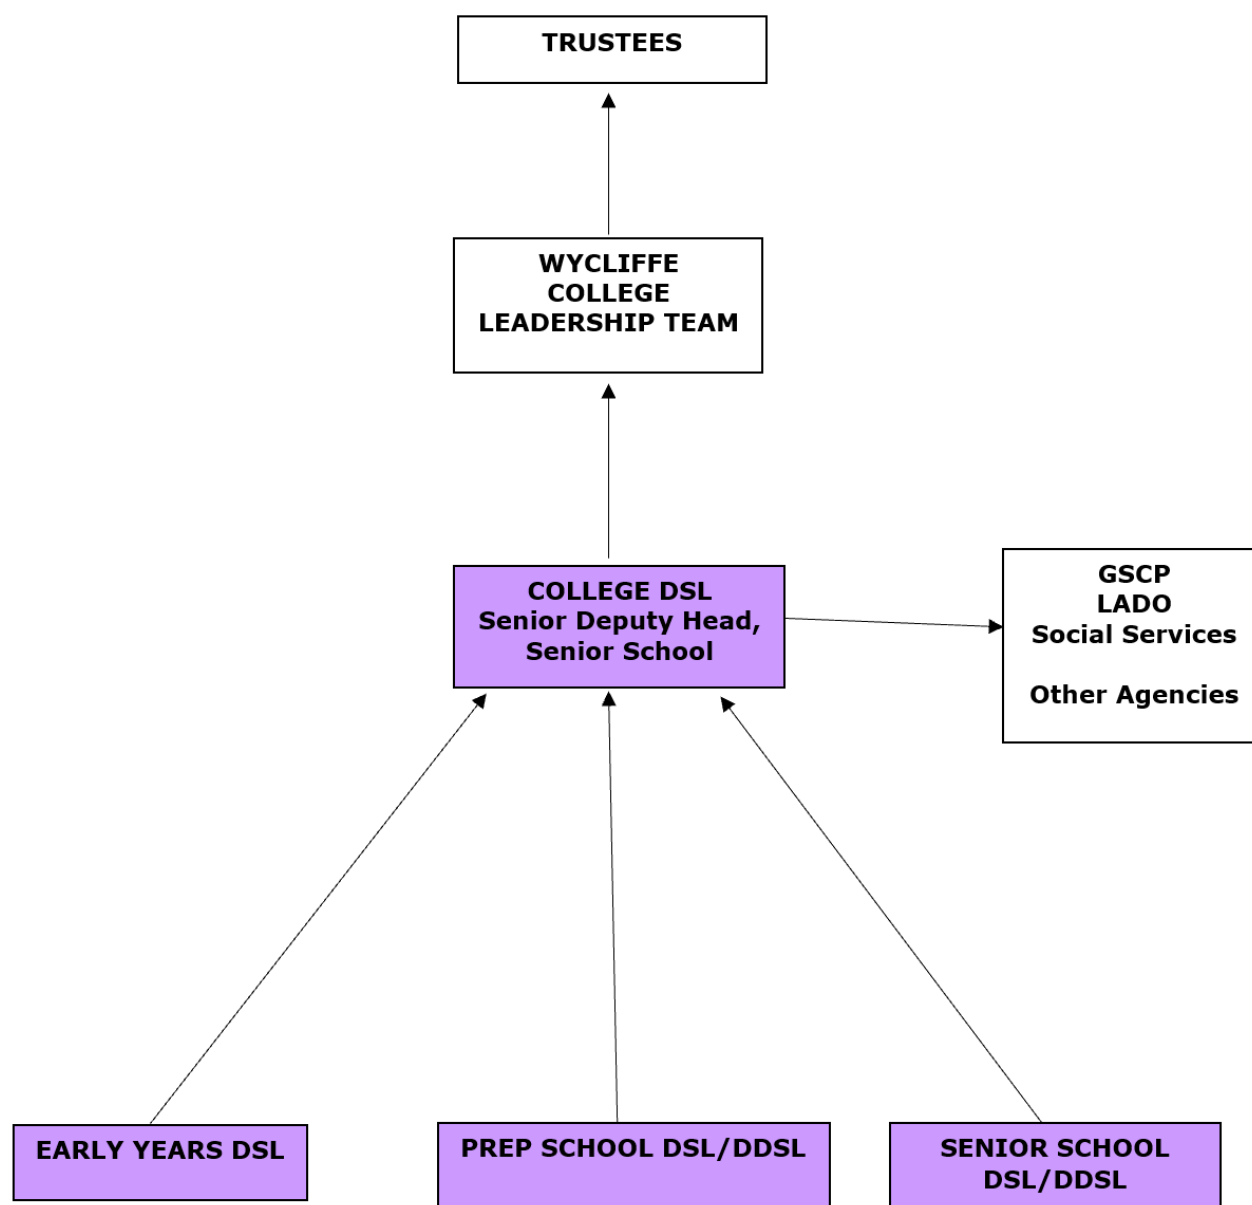 TRUSTEES
WYCLIFFE
COLLEGE
LEADERSHIP TEAM
COLLEGE DSL
Senior Deputy Head,
Senior School
GSCP
LADO
Social Services
Other Agencies
EARLY YEARS DSL
PREP SCHOOL DSL/DDSL
SENIOR SCHOOL
DSL/DDSL